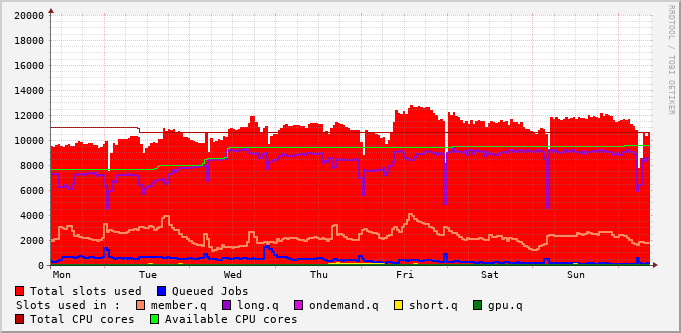 20000
18000
16000
14000
12000
10000
8000
6000
4000
2000
0
Mon Tue Wed Thu Fri Sat Sun
RRDTOOL / TOBI OETIKER
Total slots used Queued Jobs
Slots used in : member.q long.q ondemand.q short.q gpu.q
Total CPU cores Available CPU cores